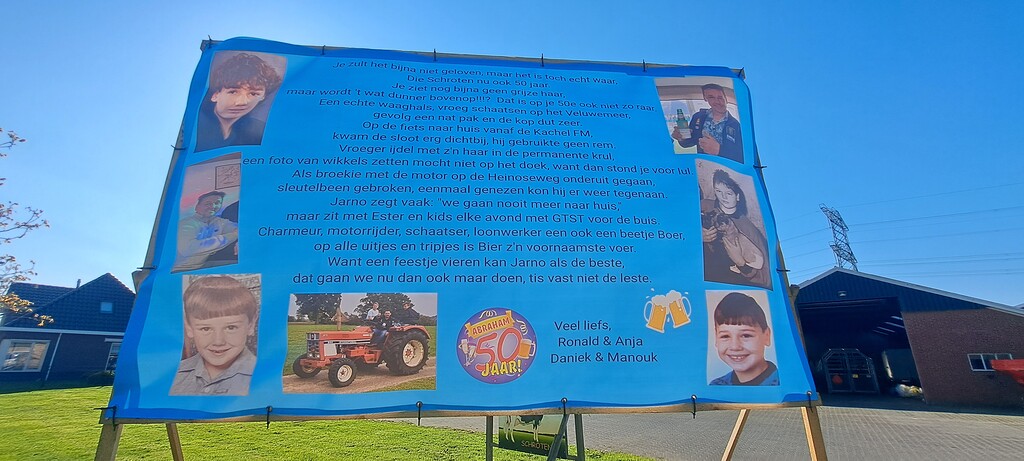 Je zult het bijna niet geloven, maar het is toch echt waar,
Die Schroten nu ook 50 jaar.
Je ziet nog bijna geen grijze haar,
maar wordt 't wat dunner bovenop!!!?. Dat is op je 50e ook niet zo raar.
Een echte waaghals, vroeg schaatsen op het Veluwemeer,
gevolg een nat pak en de kop dut zeer.
Op de fiets naar huis vanaf de Kachel FM,
kwam de sloot erg dichtbij, hij gebruikte geen rem.
Vroeger ijdel met z'n haar in de permanente krul,
een foto van wikkels zetten mocht niet op het doek, want dan stond je voor lul
Als broekie met de motor op de Heinoseweg onderuit gegaan,
sleutelbeen gebroken, eenmaal genezen kon hij er weer tegenaan.
Jarno zegt vaak: "we gaan nooit meer naar huis,"
maar zit met Ester en kids elke avond met GTST voor de buis.
Charmeur, motorrijder, schaatser, loonwerker een ook een beetje Boer,
op alle uitjes en tripjes is Bier z'n voornaamste voer.
Want een feestje vieren kan Jarno als de beste,
dat gaan we nu dan ook maar doen, tis vast niet de leste.
ABRAHAM
50
JAAR!
Veel liefs,
Ronald & Anja
Daniek & Manouk
SCHROTEN